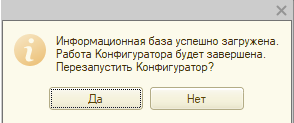 Информационная база успешно загружена.
Работа Конфигуратора будет завершена.
Перезапустить Конфигуратор?
Да
Нет